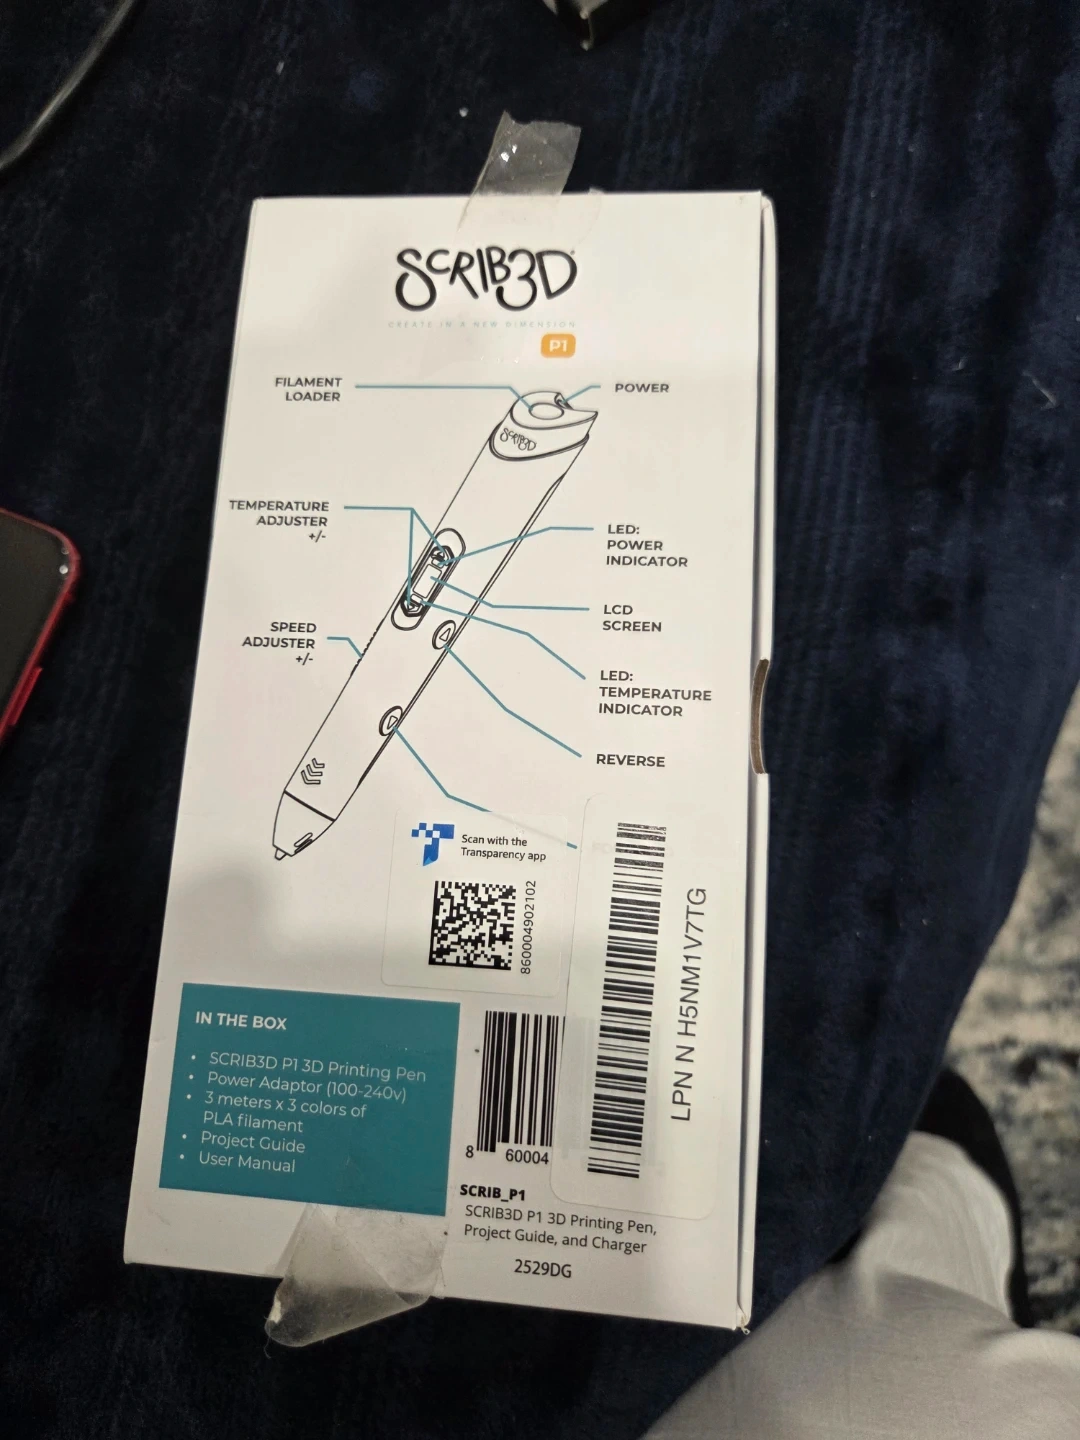 SCRIB3D
CREATE IN A NEW DIMENSION
P1
FILAMENT
LOADER
POWER
SCRIB3D
TEMPERATURE
ADJUSTER
+/-
LED:
POWER
INDICATOR
LCD
SCREEN
SPEED
ADJUSTER
+/-
LED:
TEMPERATURE
INDICATOR
REVERSE
Scan with the
Transparency app
860004902102
LPN N H5NM1V7TG
IN THE BOX
• SCRIB3D P1 3D Printing Pen
• Power Adaptor (100-240v)
• 3 meters x 3 colors of
PLA filament
• Project Guide
• User Manual
8 60004
SCRIB_P1
SCRIB3D P1 3D Printing Pen,
Project Guide, and Charger
2529DG